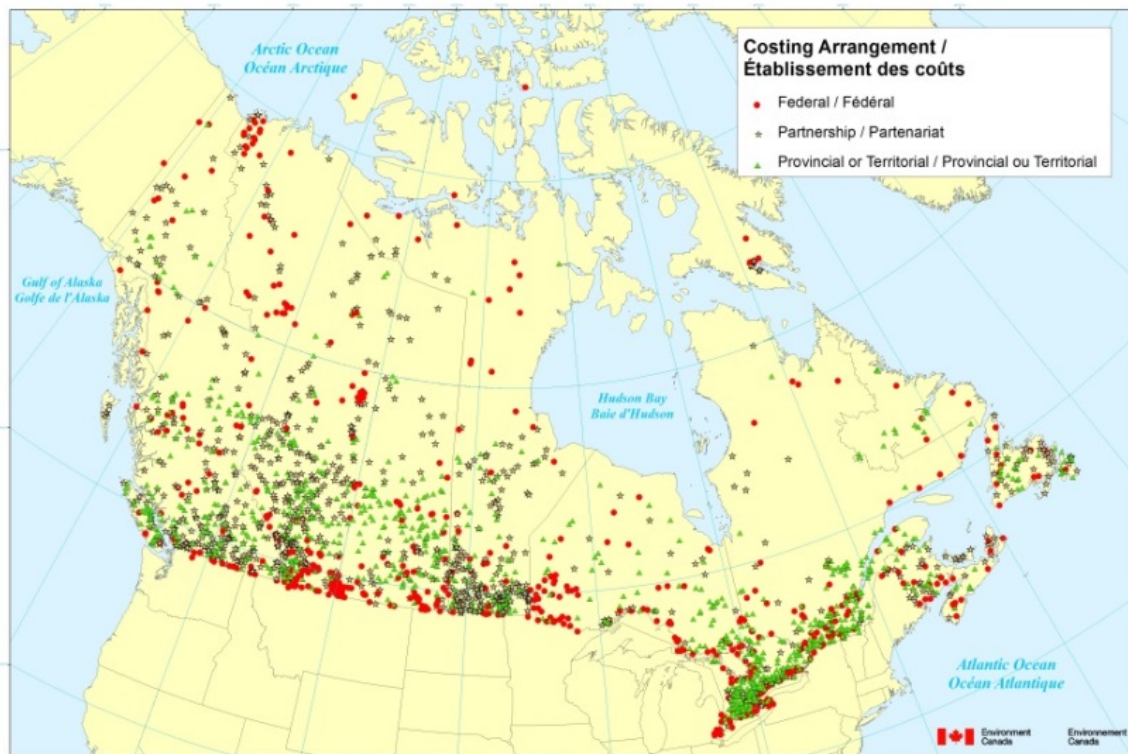 Arctic Ocean
Océan Arctique
Costing Arrangement /
Établissement des coûts
Federal / Fédéral
Partnership / Partenariat
Provincial or Territorial / Provincial ou Territorial
Gulf of Alaska
Golfe de l'Alaska
Hudson Bay
Baie d'Hudson
Atlantic Ocean
Océan Atlantique
Environment
Canada
Environnement
Canada